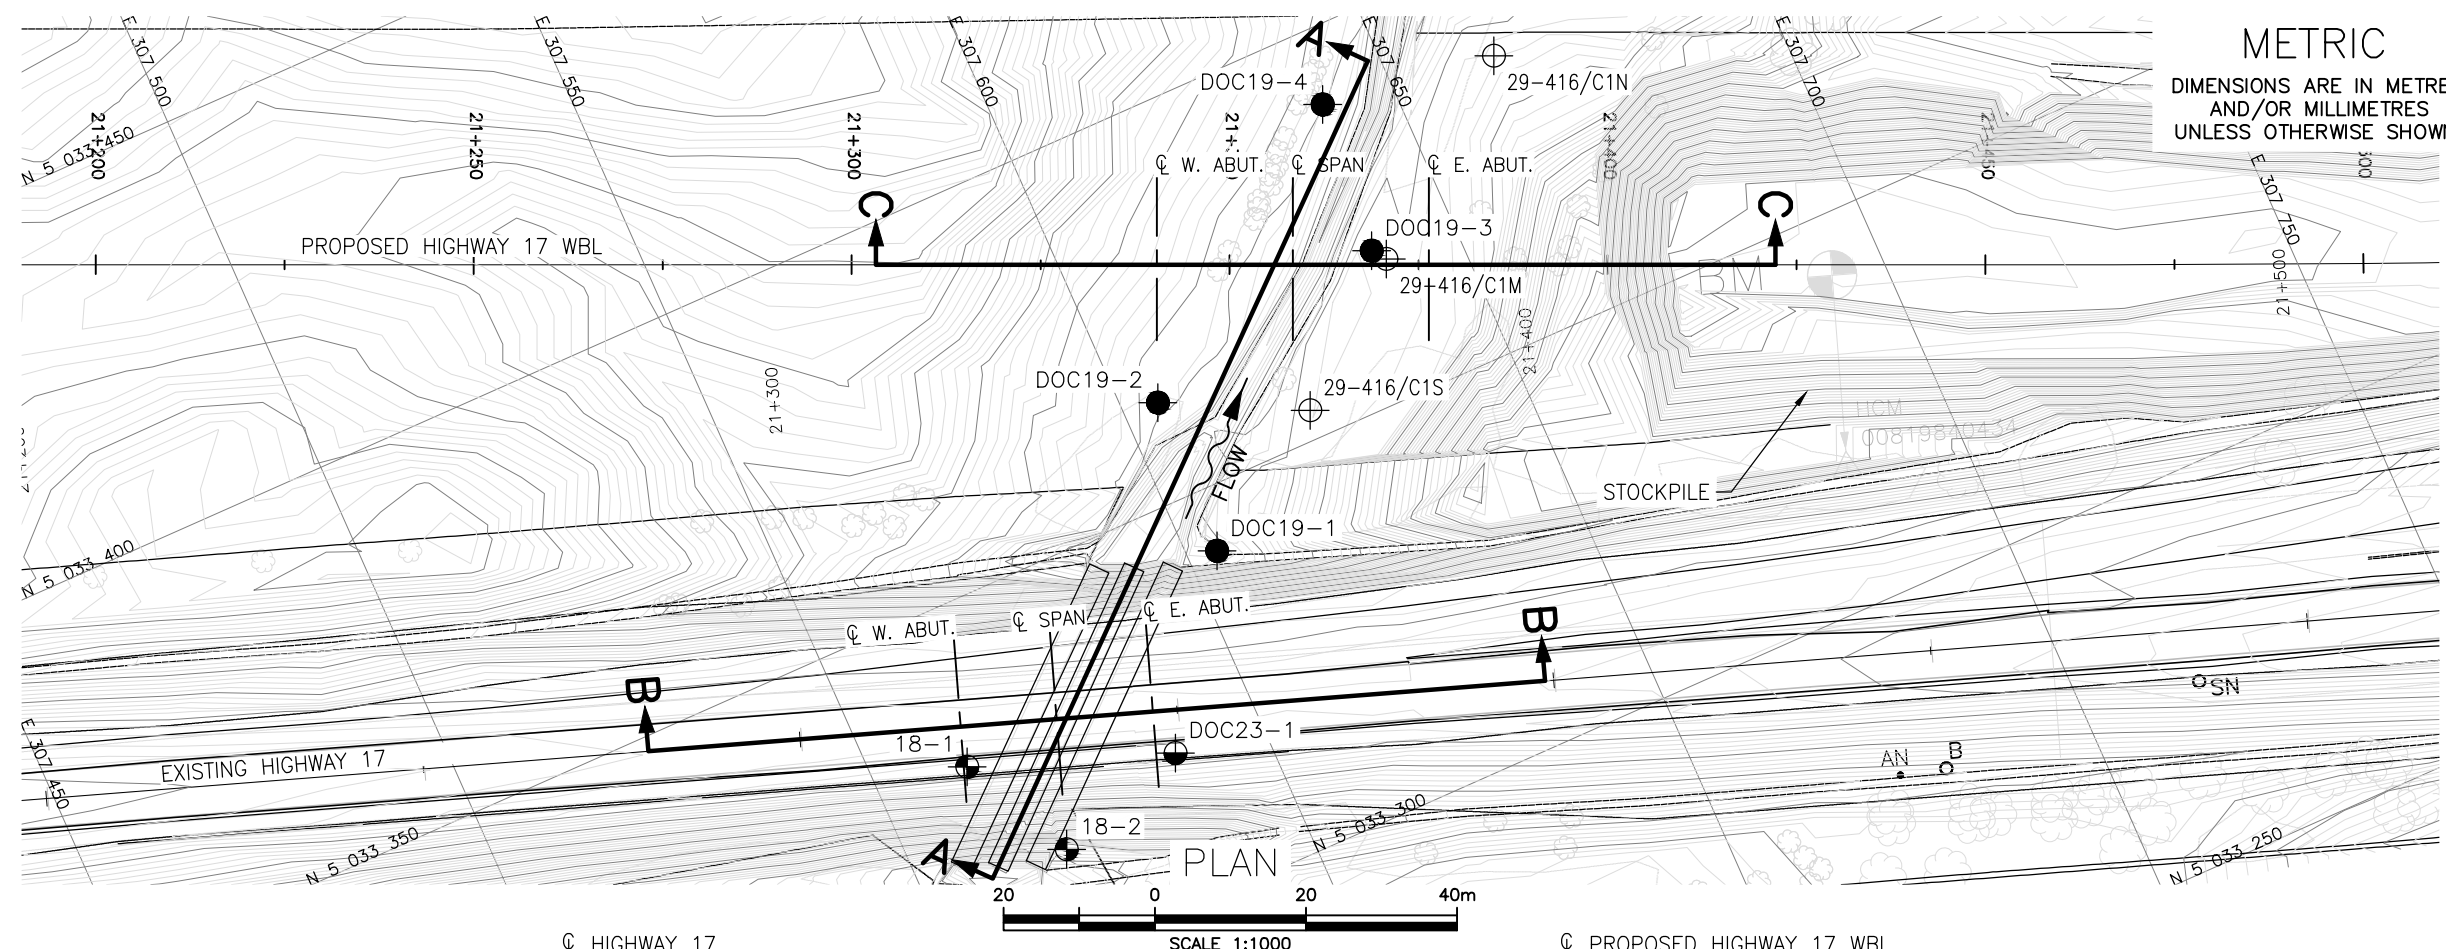 METRIC
DIMENSIONS ARE IN METRE
AND/OR MILLIMETRES
UNLESS OTHERWISE SHOWN
E 307 500
E 307 550
E 307 600
E 307 650
E 307 700
E 307 750
E 307 450
N 5 033 450
N 5 033 400
N 5 033 350
N 5 033 300
N 5 033 250
21+200
21+250
21+300
21+400
21+450
21+500
A
DOC19-4
29-416/C1N
℄ W. ABUT.
℄ SPAN
℄ E. ABUT.
C
C
PROPOSED HIGHWAY 17 WBL
DOC19-3
29-416/C1M
BM
21+300
21+400
DOC19-2
29-416/C1S
HCM
00819840434
FLOW
STOCKPILE
DOC19-1
℄ W. ABUT.
℄ SPAN
℄ E. ABUT.
B
B
EXISTING HIGHWAY 17
18-1
DOC23-1
SN
AN
B
18-2
A
PLAN
20 0 20 40m
SCALE 1:1000
℄ HIGHWAY 17
℄ PROPOSED HIGHWAY 17 WBL